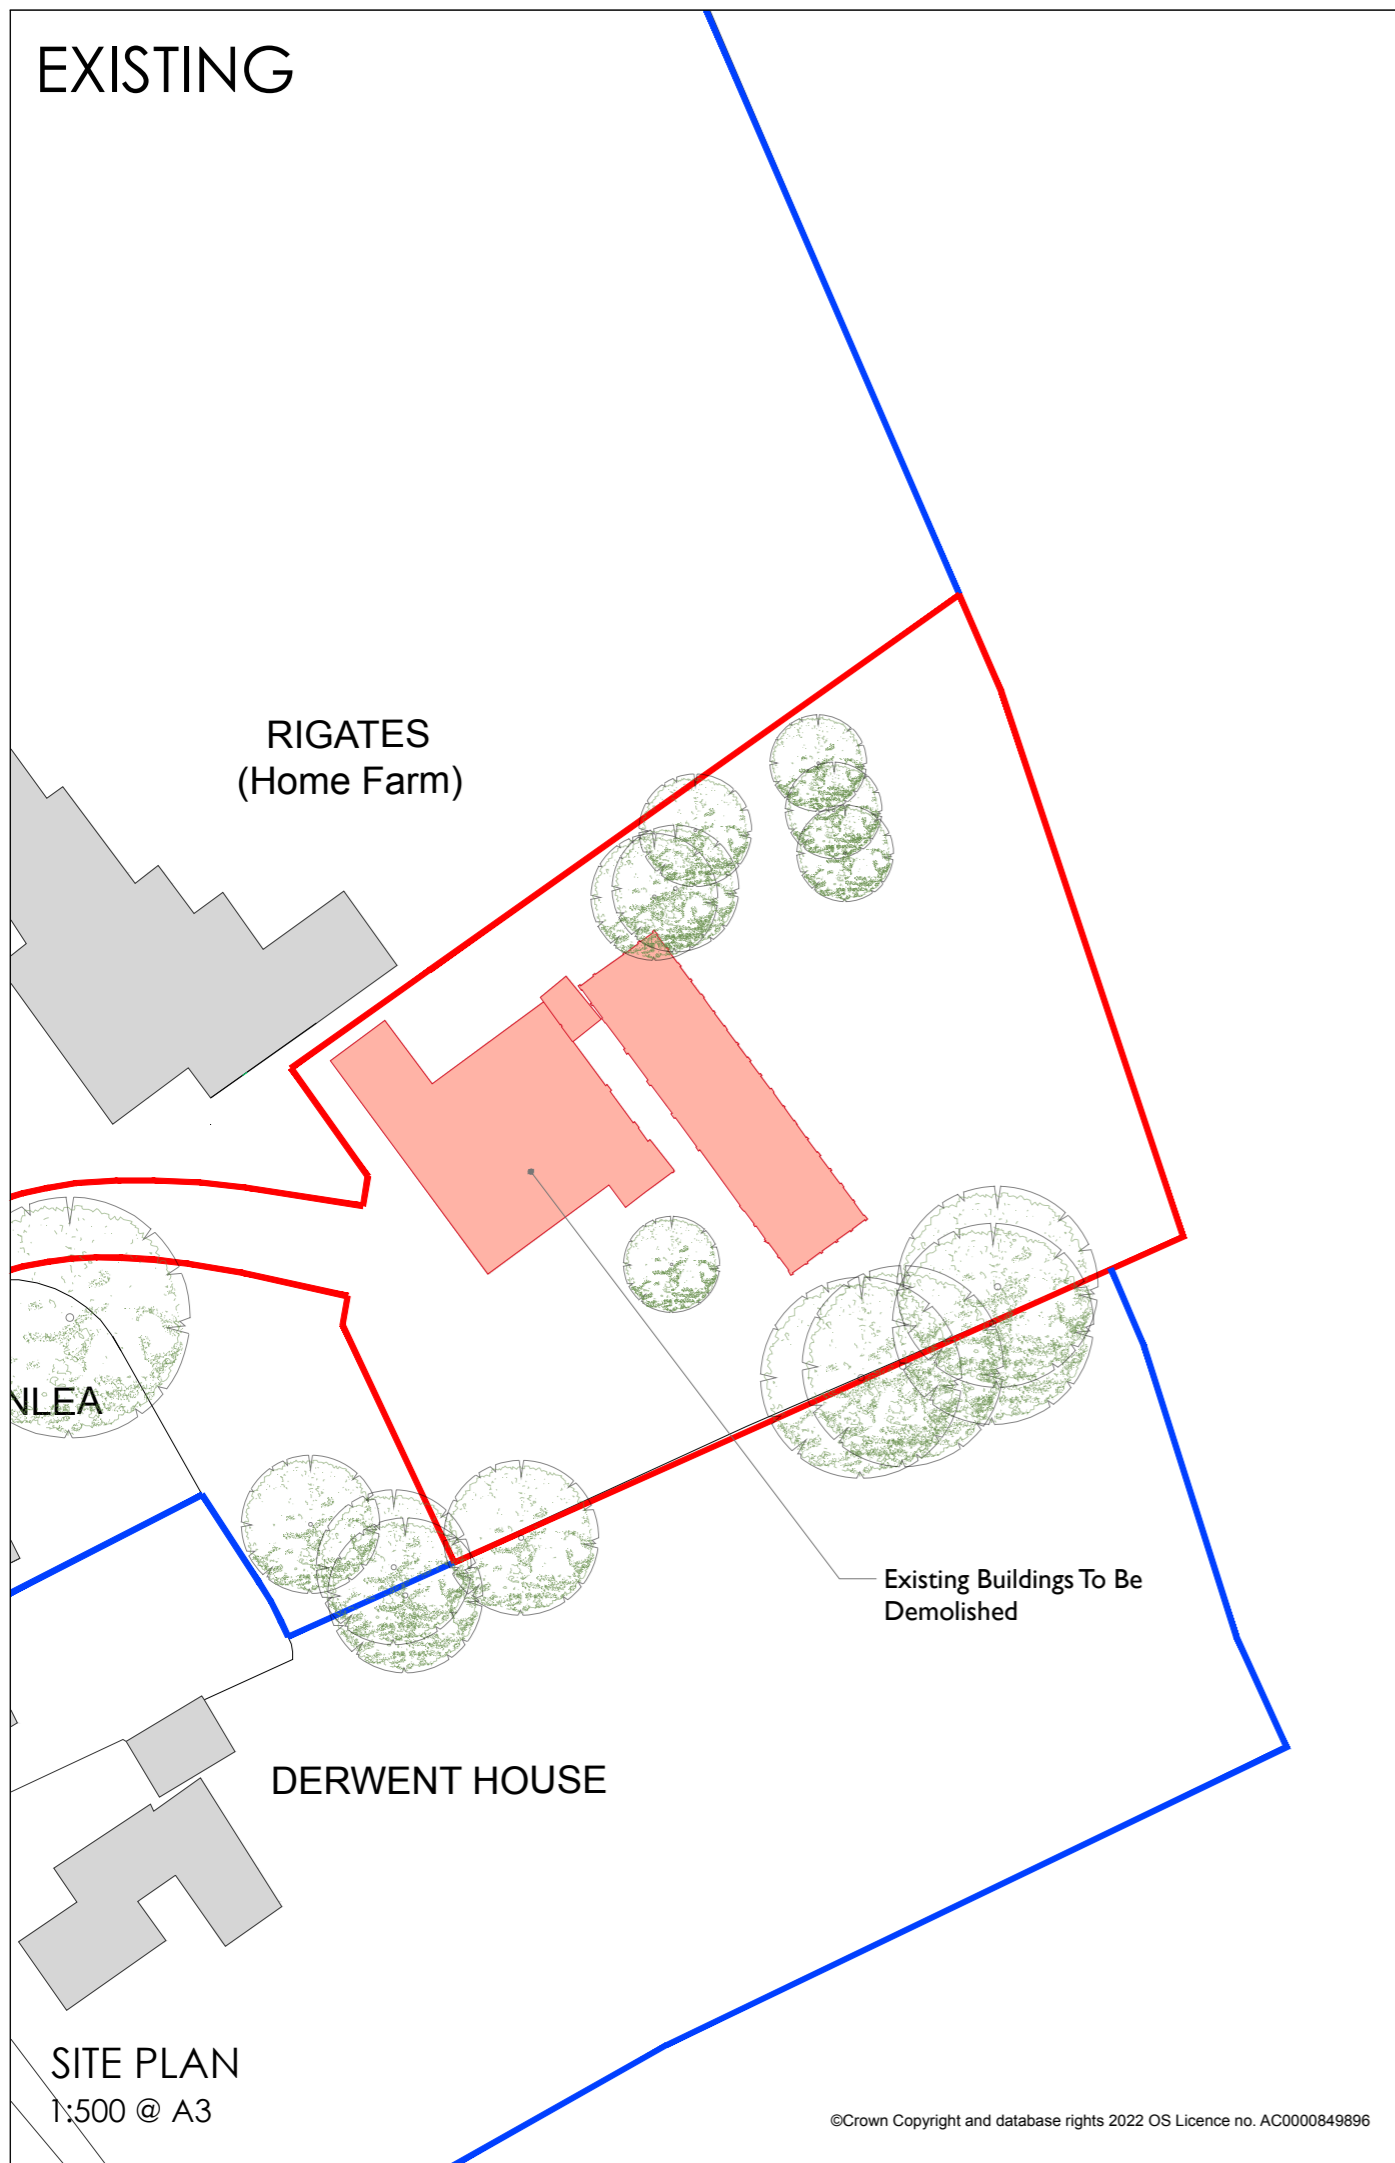 EXISTING
RIGATES
(Home Farm)
NLEA
Existing Buildings To Be
Demolished
DERWENT HOUSE
SITE PLAN
1:500 @ A3
©Crown Copyright and database rights 2022 OS Licence no. AC0000849896